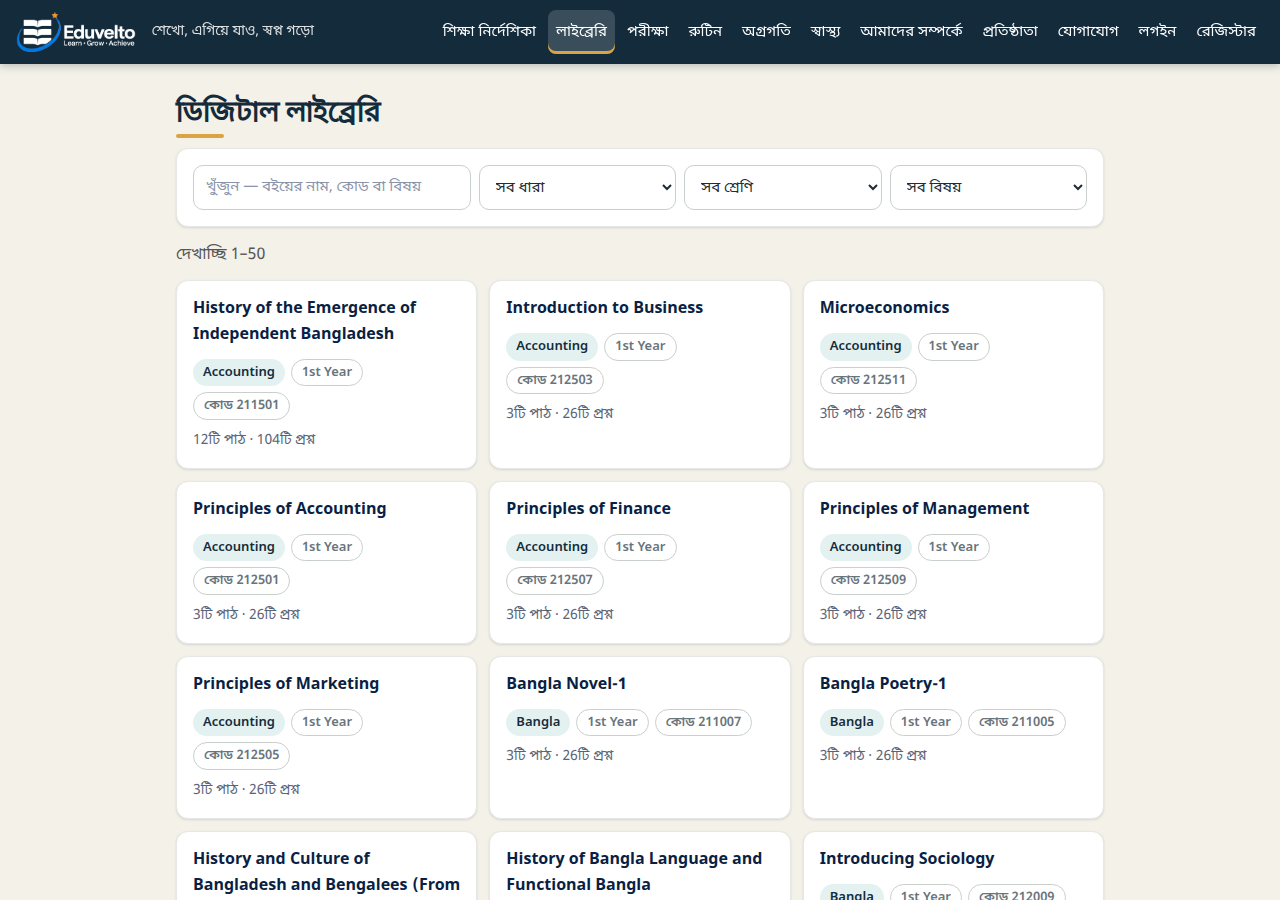 Eduvelto
Learn • Grow • Achieve
শেখো, এগিয়ে যাও, স্বপ্ন গড়ো
শিক্ষা নির্দেশিকা লাইব্রেরি পরীক্ষা রুটিন অগ্রগতি স্বাস্থ্য আমাদের সম্পর্কে প্রতিষ্ঠাতা যোগাযোগ লগইন রেজিস্টার
ডিজিটাল লাইব্রেরি
খুঁজুন — বইয়ের নাম, কোড বা বিষয় সব ধারা সব শ্রেণি সব বিষয়
দেখাচ্ছি 1–50
History of the Emergence of
Independent Bangladesh
Accounting 1st Year
কোড 211501
12টি পাঠ · 104টি প্রশ্ন
Introduction to Business
Accounting 1st Year
কোড 212503
3টি পাঠ · 26টি প্রশ্ন
Microeconomics
Accounting 1st Year
কোড 212511
3টি পাঠ · 26টি প্রশ্ন
Principles of Accounting
Accounting 1st Year
কোড 212501
3টি পাঠ · 26টি প্রশ্ন
Principles of Finance
Accounting 1st Year
কোড 212507
3টি পাঠ · 26টি প্রশ্ন
Principles of Management
Accounting 1st Year
কোড 212509
3টি পাঠ · 26টি প্রশ্ন
Principles of Marketing
Accounting 1st Year
কোড 212505
3টি পাঠ · 26টি প্রশ্ন
Bangla Novel-1
Bangla 1st Year কোড 211007
3টি পাঠ · 26টি প্রশ্ন
Bangla Poetry-1
Bangla 1st Year কোড 211005
3টি পাঠ · 26টি প্রশ্ন
History and Culture of
Bangladesh and Bengalees (From
History of Bangla Language and
Functional Bangla
Introducing Sociology
Bangla 1st Year কোড 212009